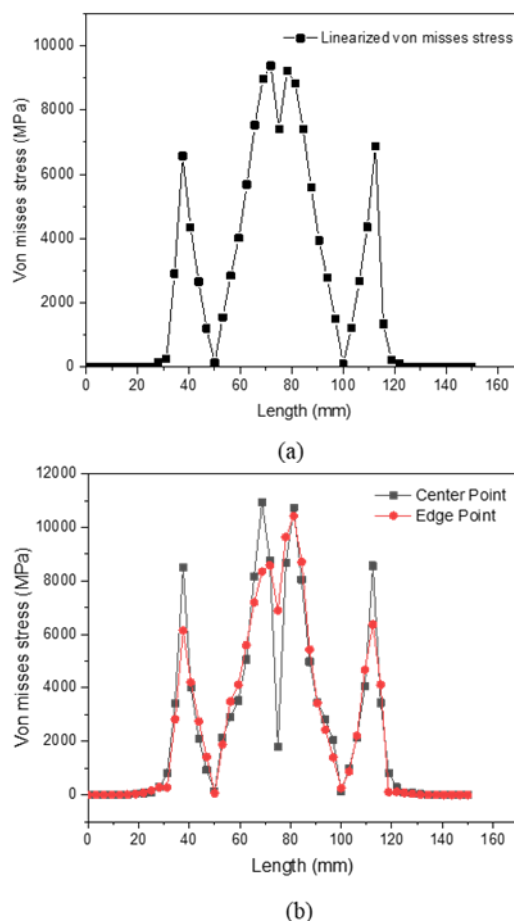 Linearized von misses stress
Von misses stress (MPa)
10000
8000
6000
4000
2000
0
0 20 40 60 80 100 120 140 160
Length (mm)
(a)
Center Point
Edge Point
Von misses stress (MPa)
12000
10000
8000
6000
4000
2000
0
0 20 40 60 80 100 120 140 160
Length (mm)
(b)